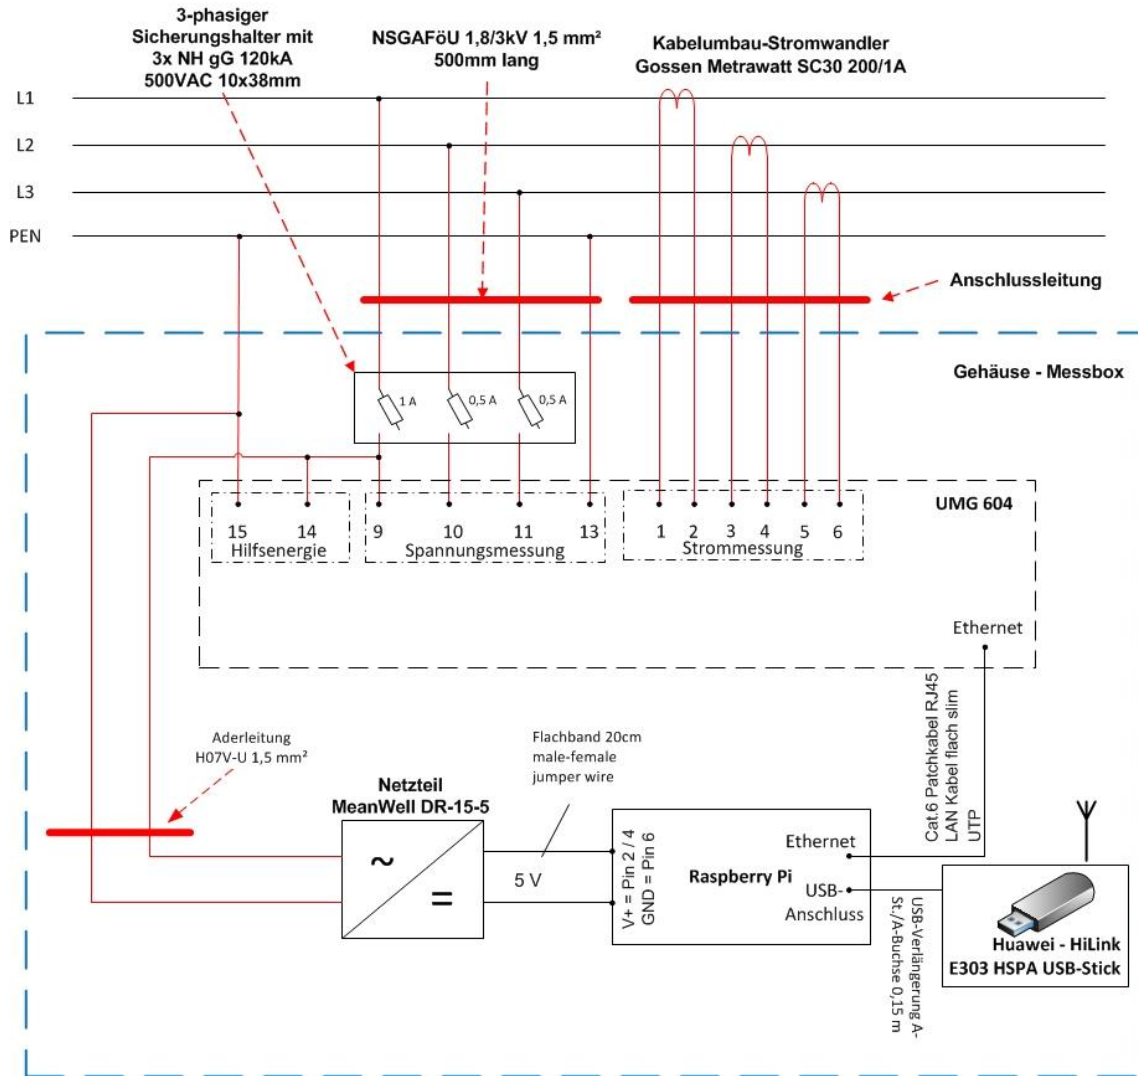 3-phasiger
Sicherungshalter mit
3x NH gG 120kA
500VAC 10x38mm
NSGAFöU 1,8/3kV 1,5 mm²
500mm lang
Kabelumbau-Stromwandler
Gossen Metrawatt SC30 200/1A
L1
L2
L3
PEN
Anschlussleitung
Gehäuse - Messbox
1 A
0,5 A
0,5 A
UMG 604
15
14
9
10
11
13
1
2
3
4
5
6
Hilfsenergie
Spannungsmessung
Strommessung
Ethernet
Cat.6 Patchkabel RJ45
LAN Kabel flach slim
UTP
Aderleitung
H07V-U 1,5 mm²
Flachband 20cm
male-female
jumper wire
Netzteil
MeanWell DR-15-5
~
=
5 V
V+ = Pin 2 / 4
GND = Pin 6
Raspberry Pi
Ethernet
USB-
Anschluss
USB-Verlängerung A-
St./A-Buchse 0,15 m
Huawei - HiLink
E303 HSPA USB-Stick